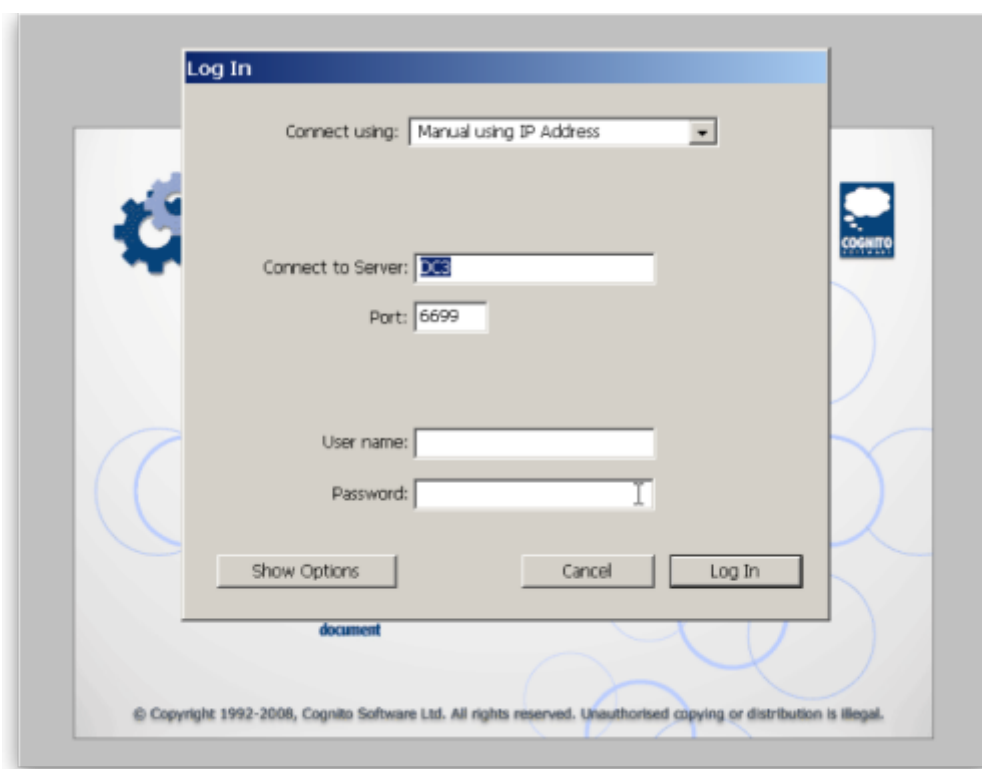 Log In
Connect using: Manual using IP Address
COGNITO
SOFTWARE
Connect to Server: DC3
Port: 6699
User name:
Password:
Show Options Cancel Log In
document
© Copyright 1992-2008, Cognito Software Ltd. All rights reserved. Unauthorised copying or distribution is illegal.